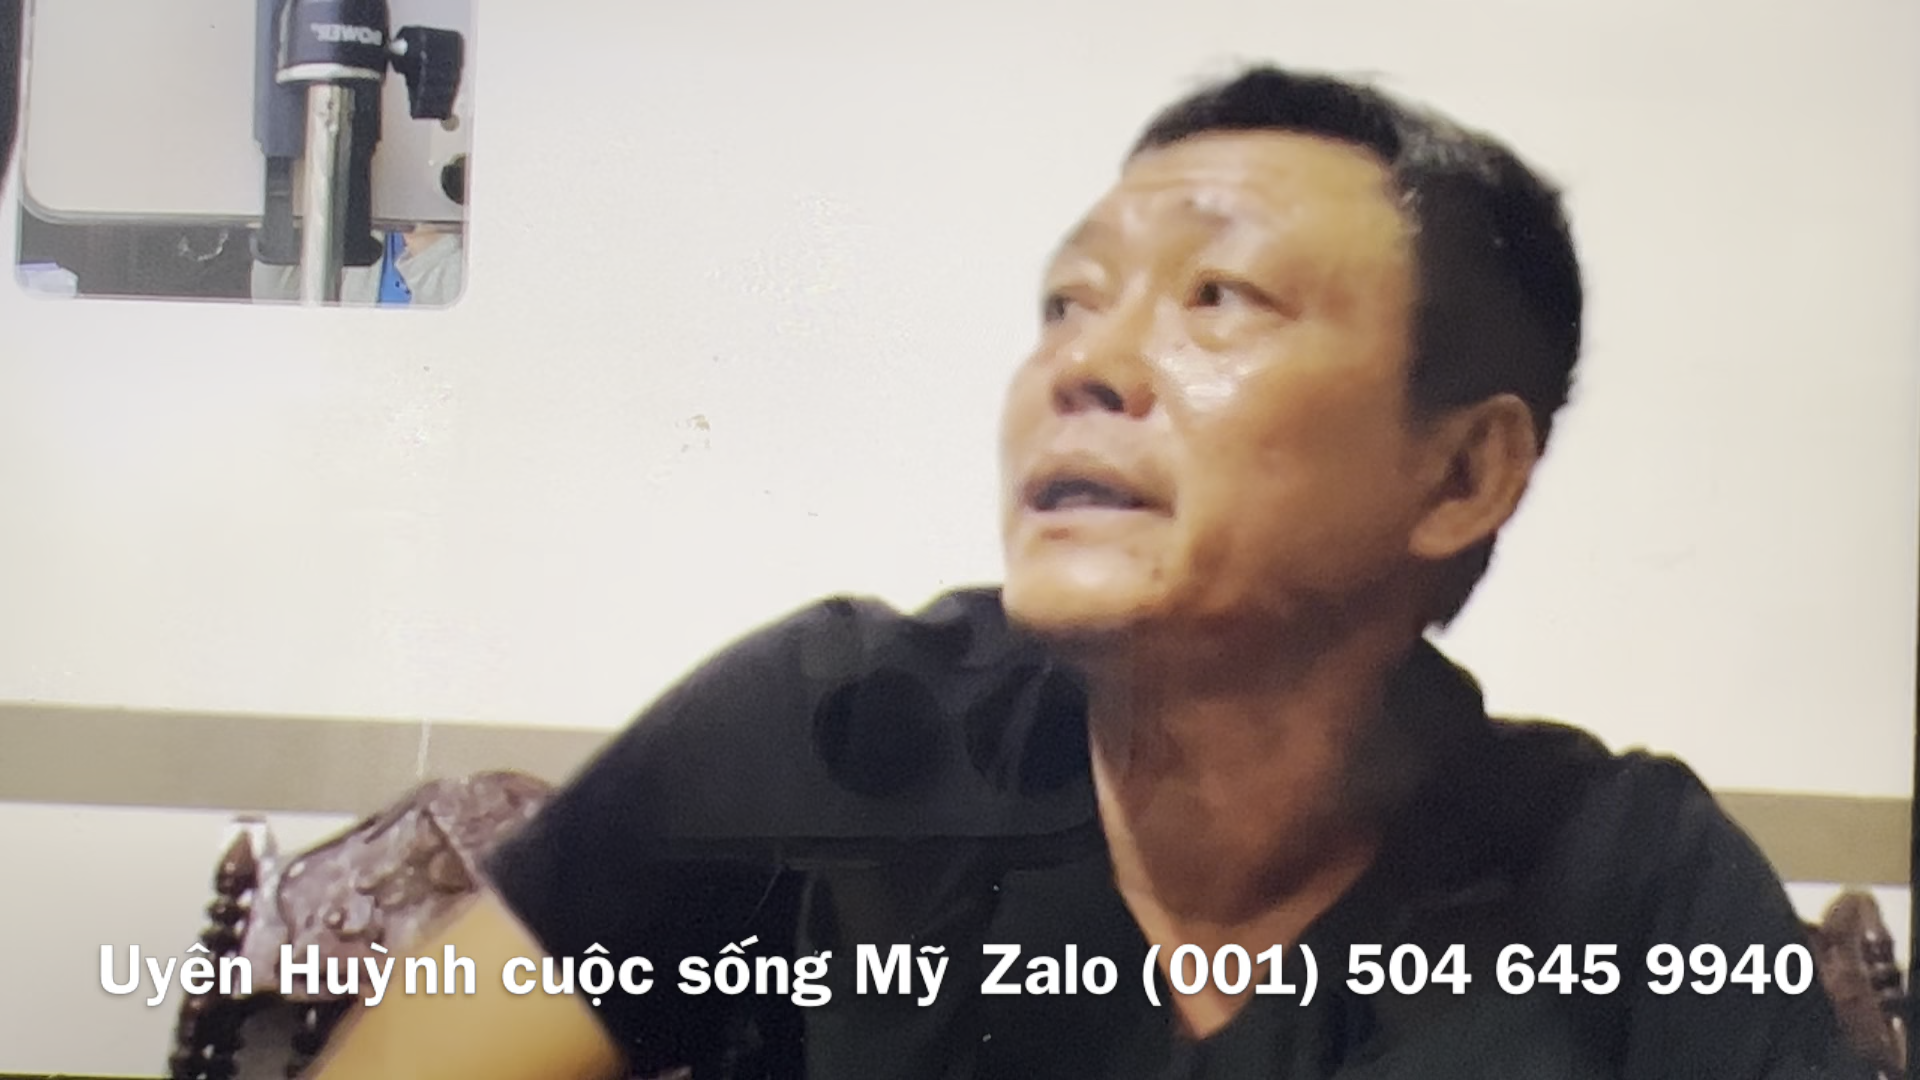 Uyên Huỳnh cuộc sống Mỹ Zalo (001) 504 645 9940